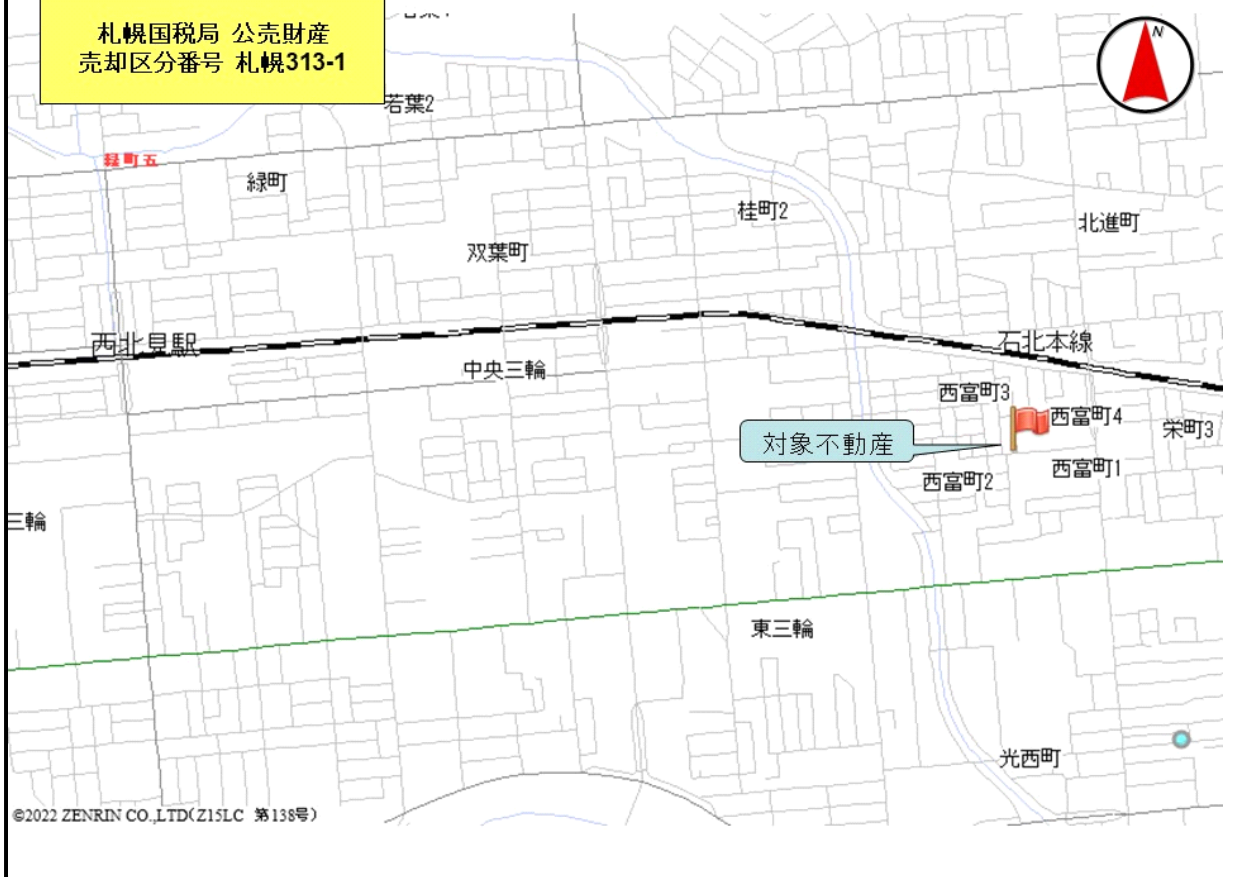 札幌国税局 公売財産
売却区分番号 札幌313-1
N
若葉2
緑町五
緑町
桂町2
北進町
双葉町
西北見駅
石北本線
中央三輪
西富町3
西富町4
栄町3
対象不動産
西富町2
西富町1
三輪
東三輪
光西町
©2022 ZENRIN CO.,LTD(Z15LC 第138号)